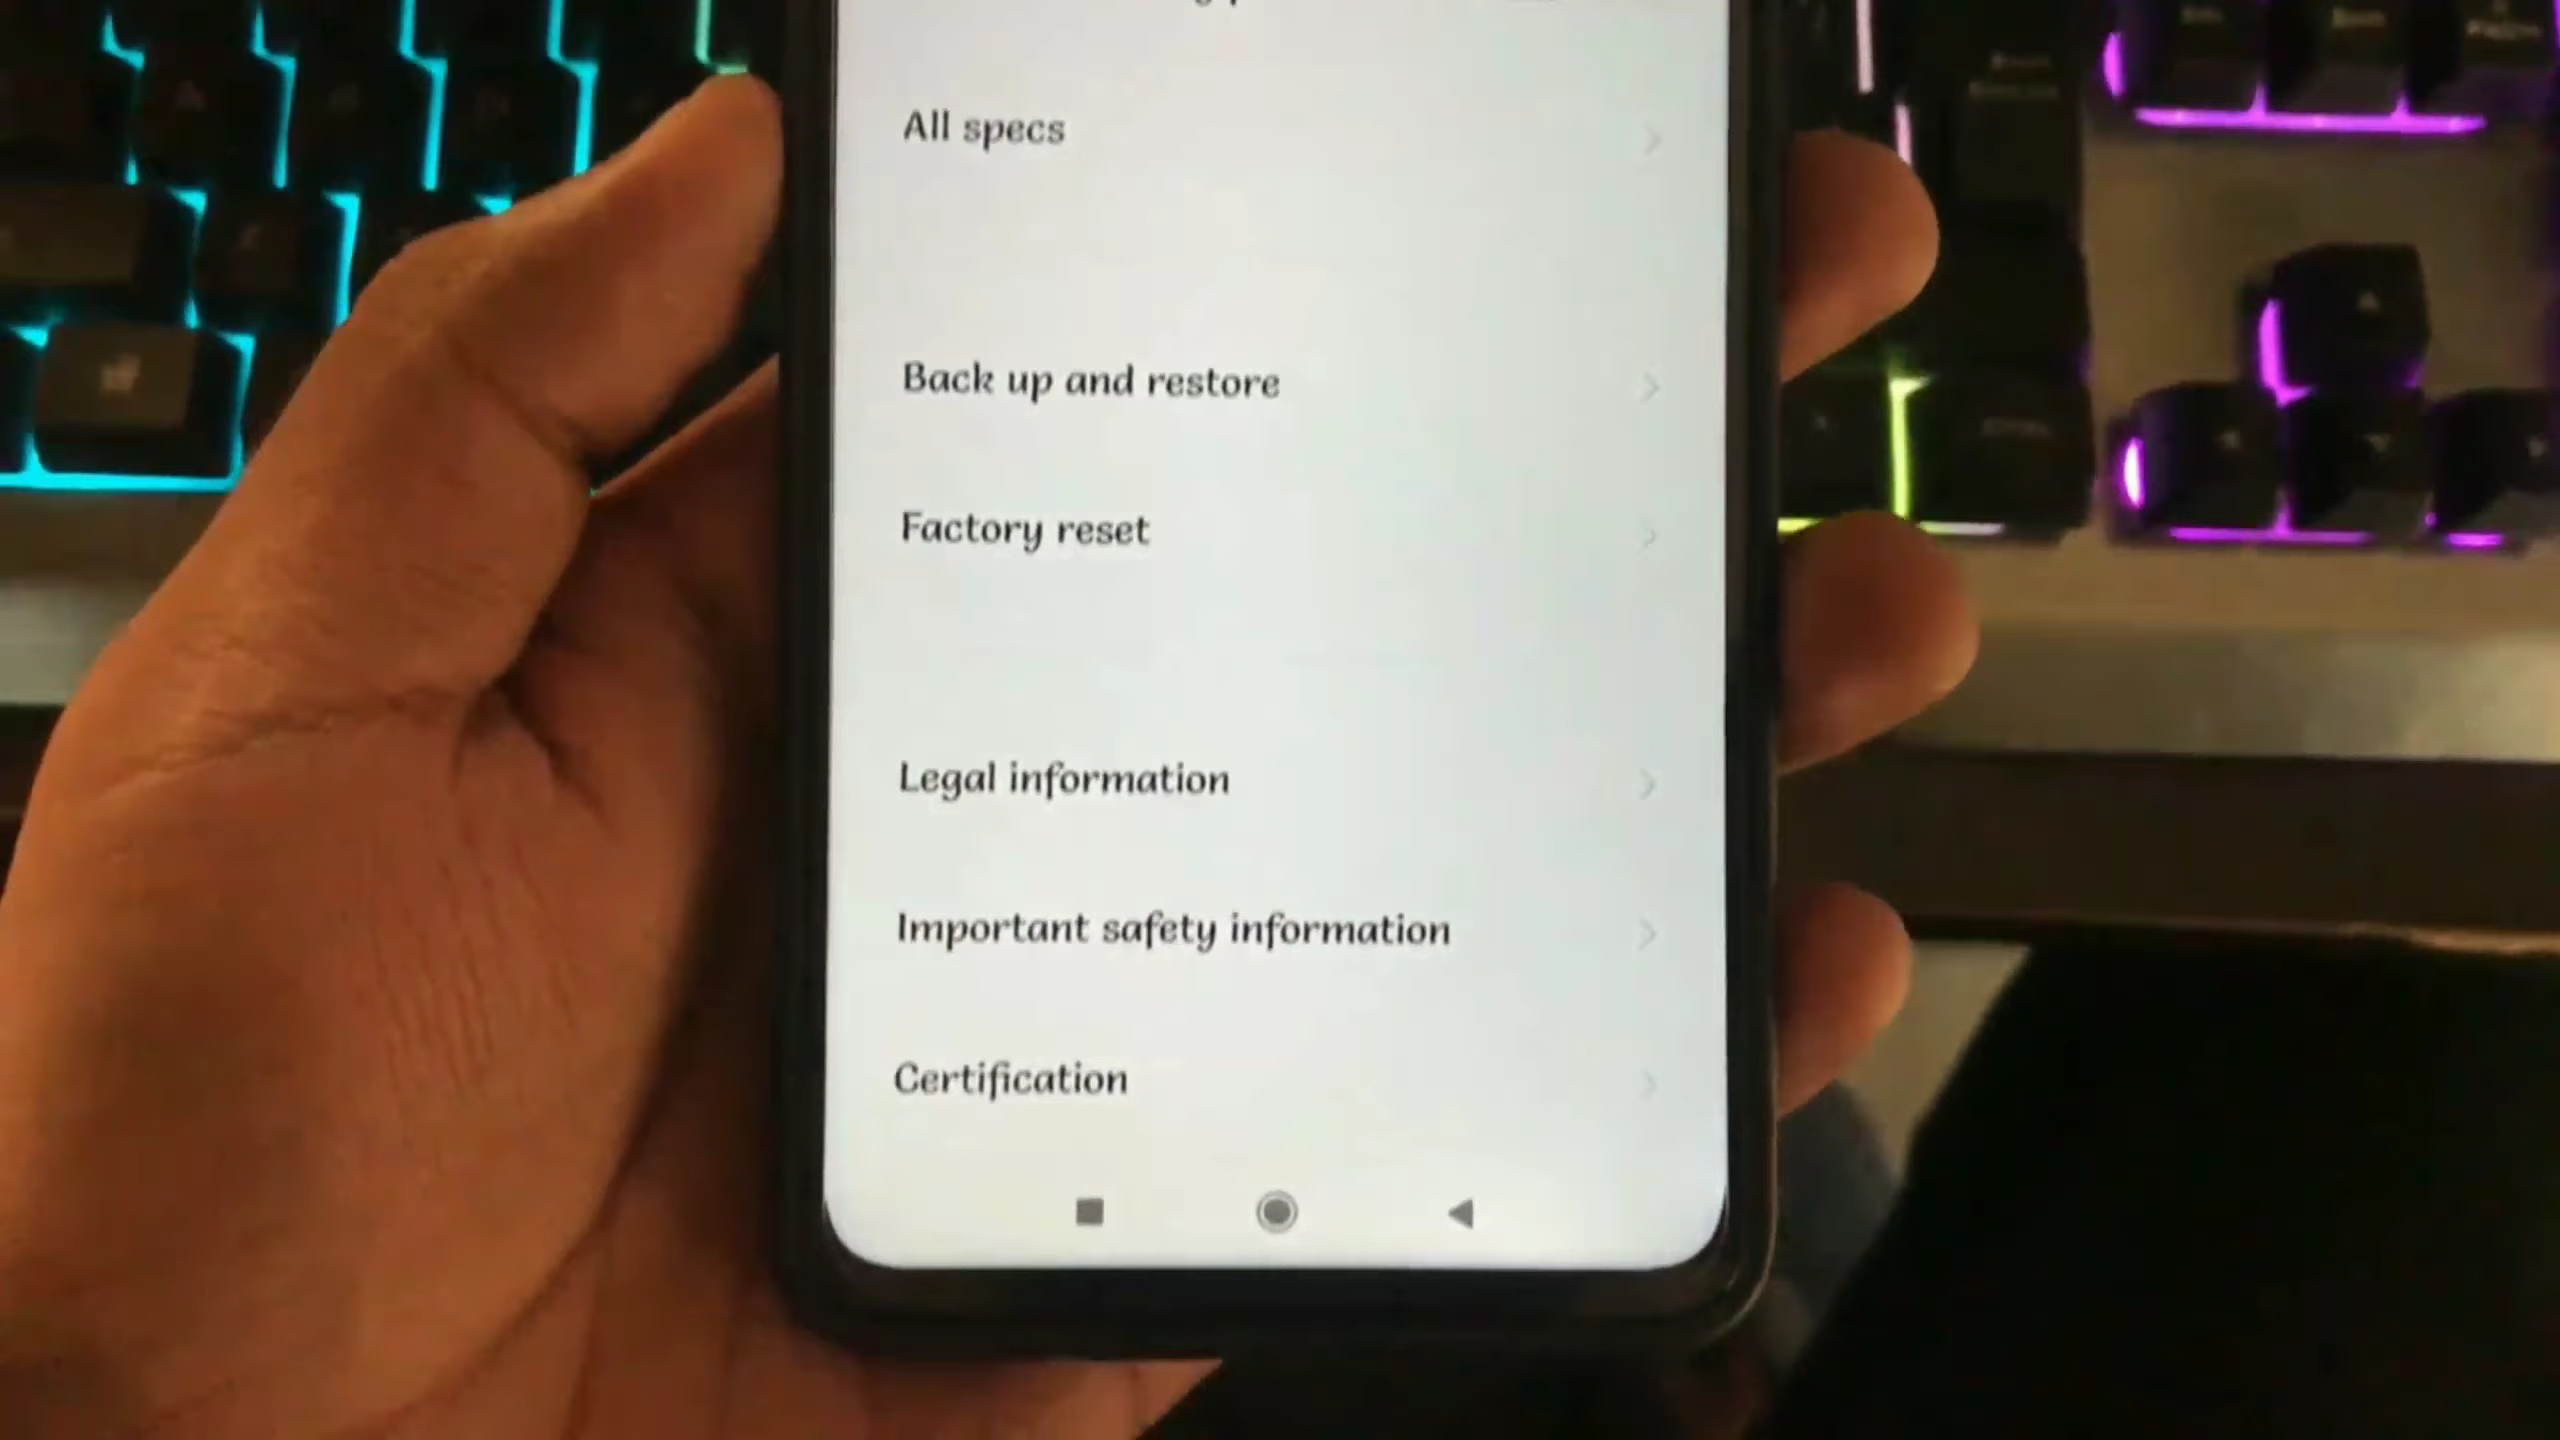 All specs
Back up and restore
Factory reset
Legal information
Important safety information
Certification